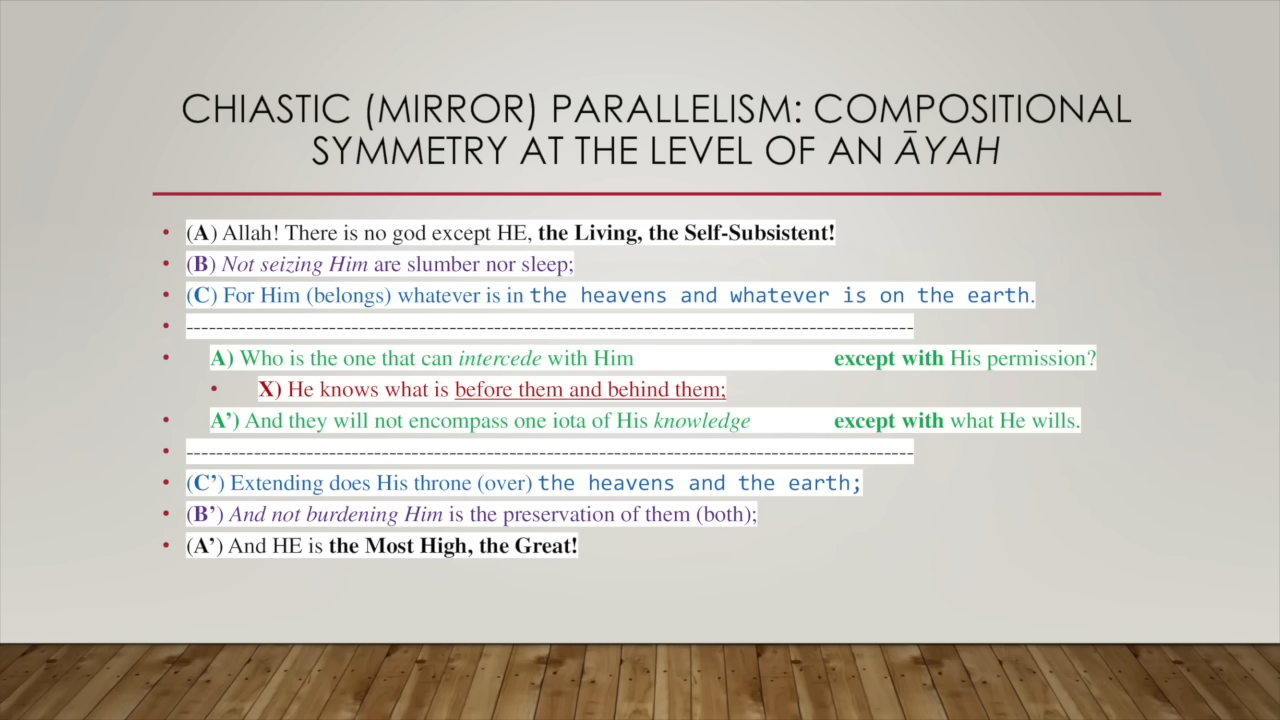 CHIASTIC (MIRROR) PARALLELISM: COMPOSITIONAL
SYMMETRY AT THE LEVEL OF AN ĀYAH
• (A) Allah! There is no god except HE, the Living, the Self-Subsistent!
• (B) Not seizing Him are slumber nor sleep;
• (C) For Him (belongs) whatever is in the heavens and whatever is on the earth.
• --------------------------------------------------------------------------------------------------
• A) Who is the one that can intercede with Him except with His permission?
• X) He knows what is before them and behind them;
• A’) And they will not encompass one iota of His knowledge except with what He wills.
• --------------------------------------------------------------------------------------------------
• (C’) Extending does His throne (over) the heavens and the earth;
• (B’) And not burdening Him is the preservation of them (both);
• (A’) And HE is the Most High, the Great!